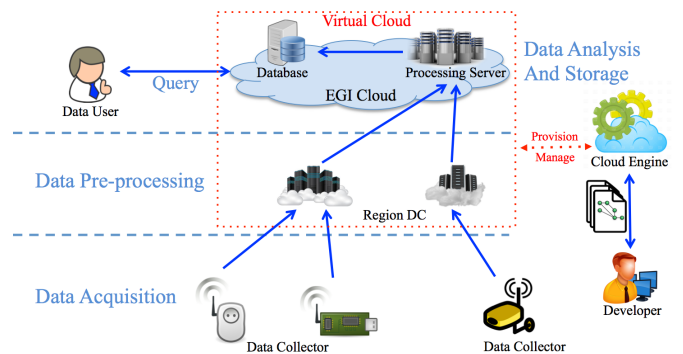 Virtual Cloud
Data Analysis
And Storage
Database
Processing Server
Query
EGI Cloud
Data User
Provision
Manage
Cloud Engine
Data Pre-processing
Region DC
Data Acquisition
Developer
Data Collector
Data Collector